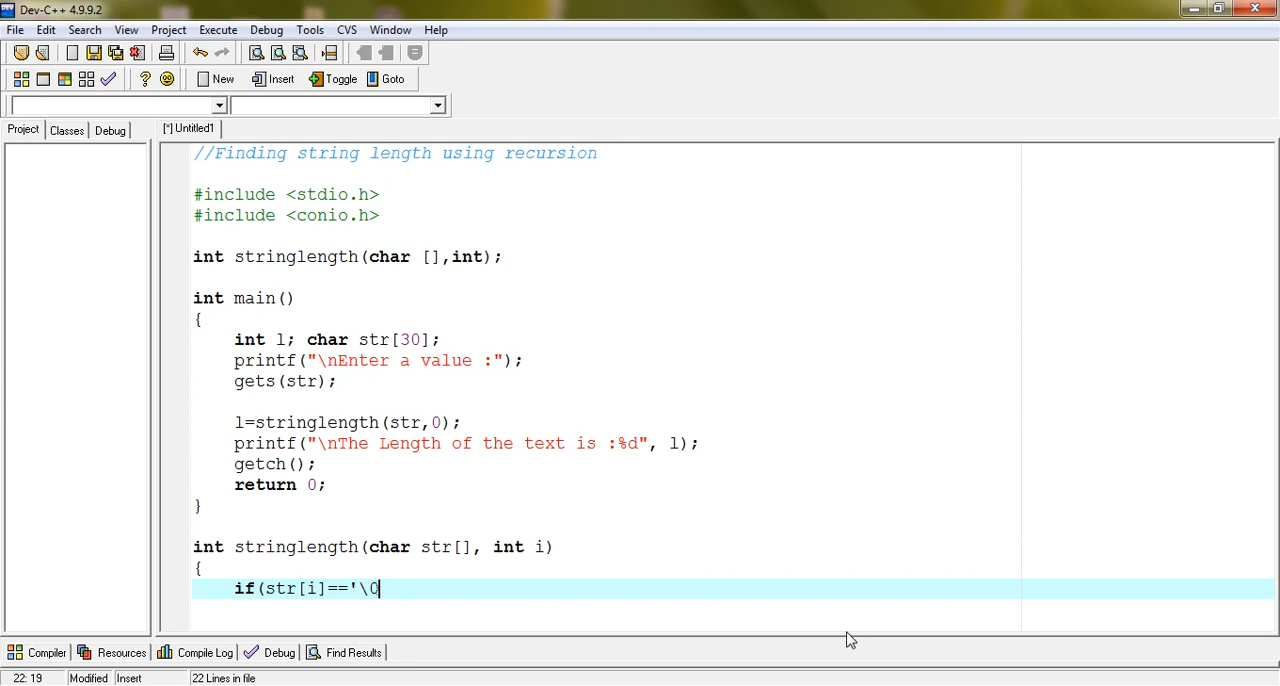 Dev-C++ 4.9.9.2
File Edit Search View Project Execute Debug Tools CVS Window Help
New Insert Toggle Goto
Project Classes Debug [*] Untitled1
//Finding string length using recursion
#include <stdio.h>
#include <conio.h>
int stringlength(char [],int);
int main()
{
int l; char str[30];
printf("\nEnter a value :");
gets(str);
l=stringlength(str,0);
printf("\nThe Length of the text is :%d", l);
getch();
return 0;
}
int stringlength(char str[], int i)
{
if(str[i]=='\0
Compiler Resources Compile Log Debug Find Results
22: 19 Modified Insert 22 Lines in file